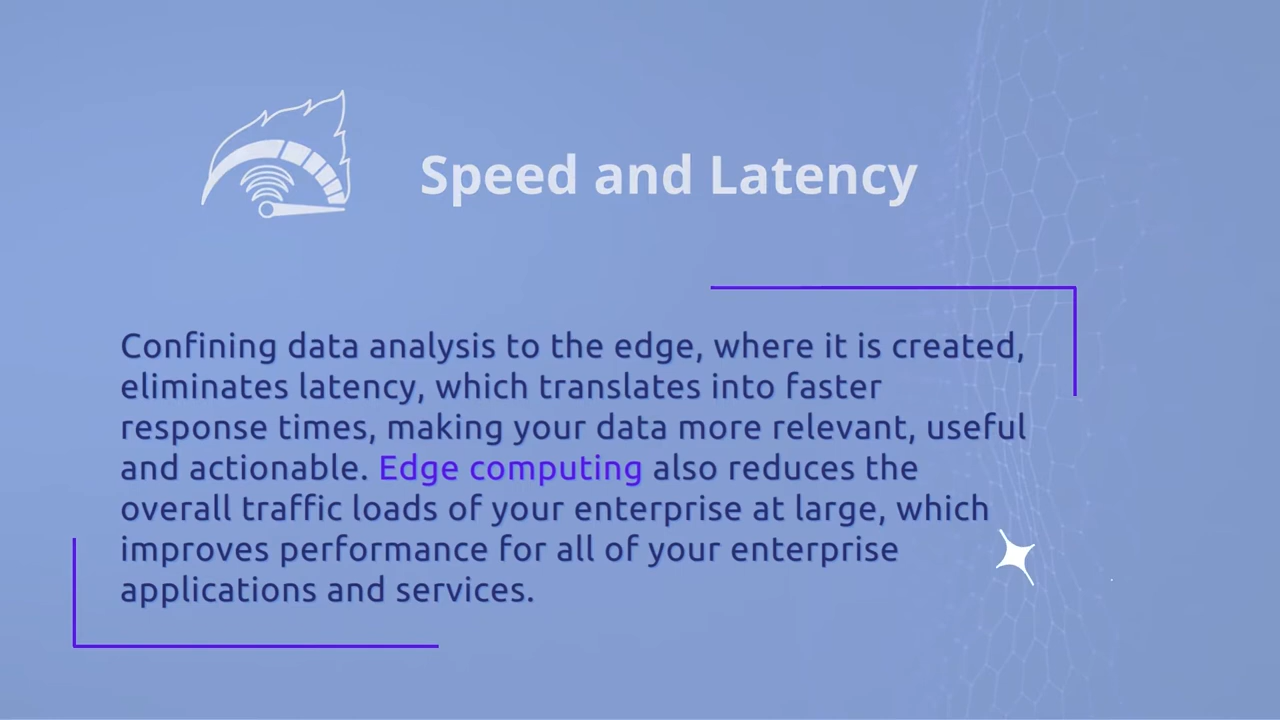 Speed and Latency
Confining data analysis to the edge, where it is created,
eliminates latency, which translates into faster
response times, making your data more relevant, useful
and actionable. Edge computing also reduces the
overall traffic loads of your enterprise at large, which
improves performance for all of your enterprise
applications and services.